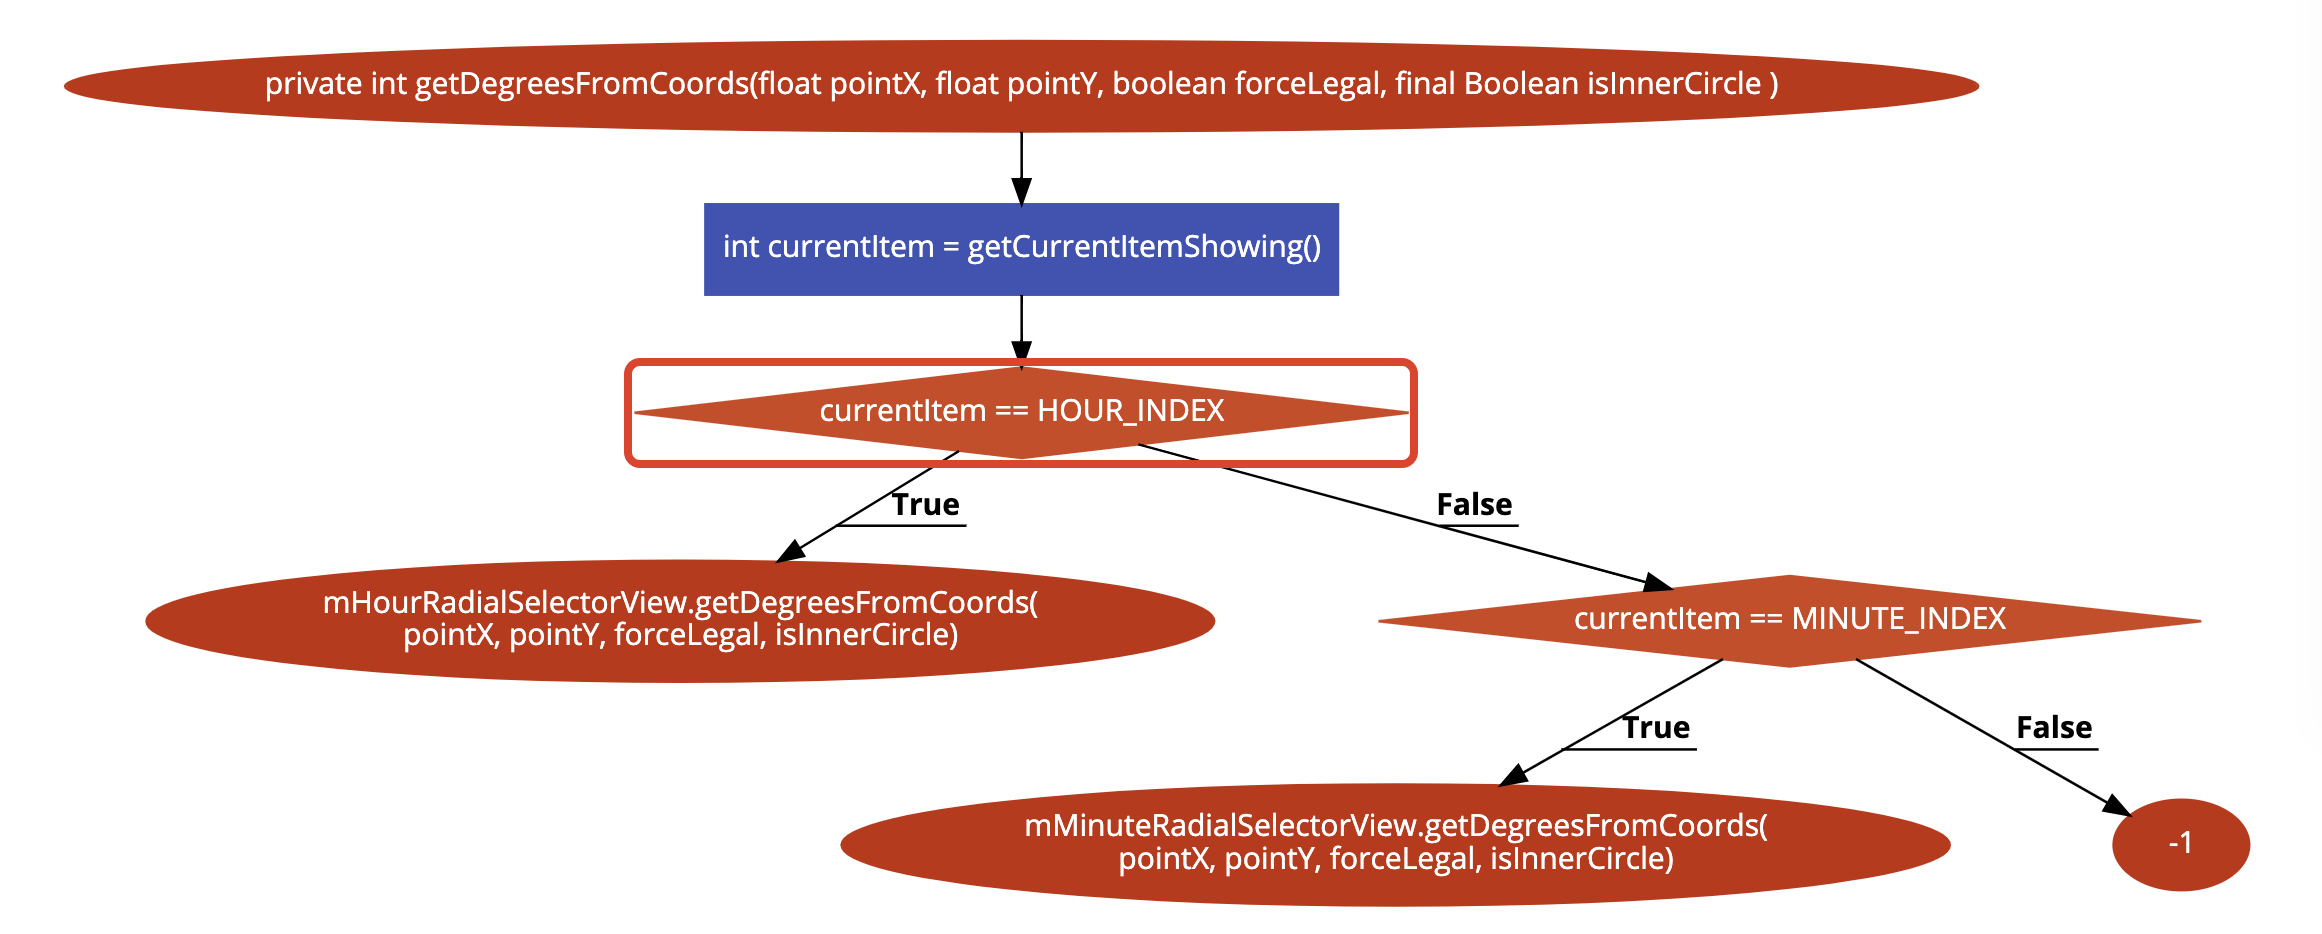 private int getDegreesFromCoords(float pointX, float pointY, boolean forceLegal, final Boolean isInnerCircle )
int currentItem = getCurrentItemShowing()
currentItem == HOUR_INDEX
True
False
mHourRadialSelectorView.getDegreesFromCoords(
pointX, pointY, forceLegal, isInnerCircle)
currentItem == MINUTE_INDEX
True
False
mMinuteRadialSelectorView.getDegreesFromCoords(
pointX, pointY, forceLegal, isInnerCircle)
-1